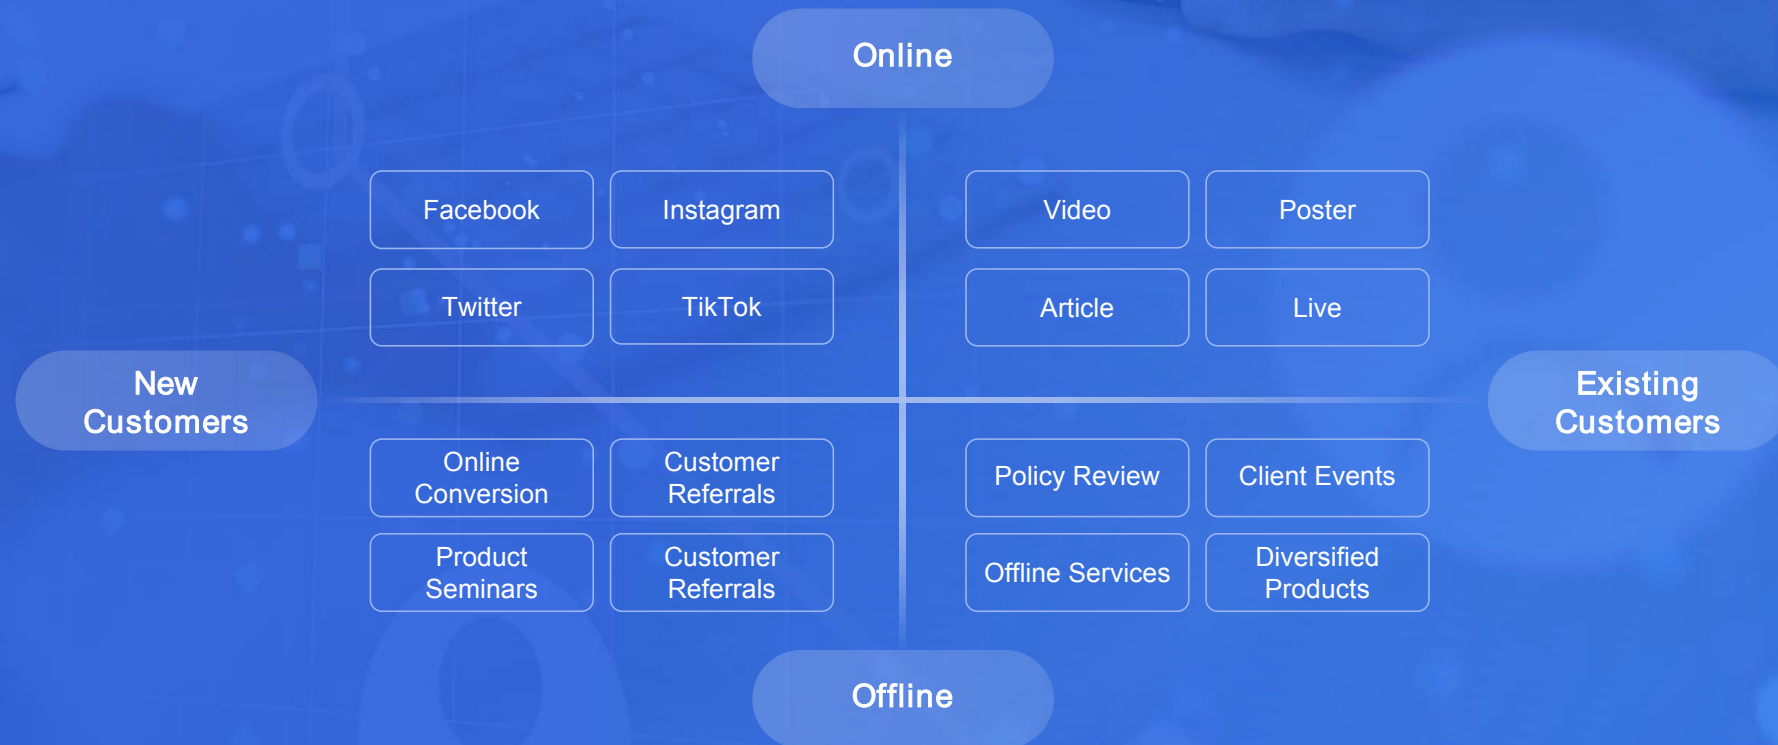 Online
Facebook
Instagram
Video
Poster
Twitter
TikTok
Article
Live
New
Customers
Existing
Customers
Online
Conversion
Customer
Referrals
Policy Review
Client Events
Product
Seminars
Customer
Referrals
Offline Services
Diversified
Products
Offline